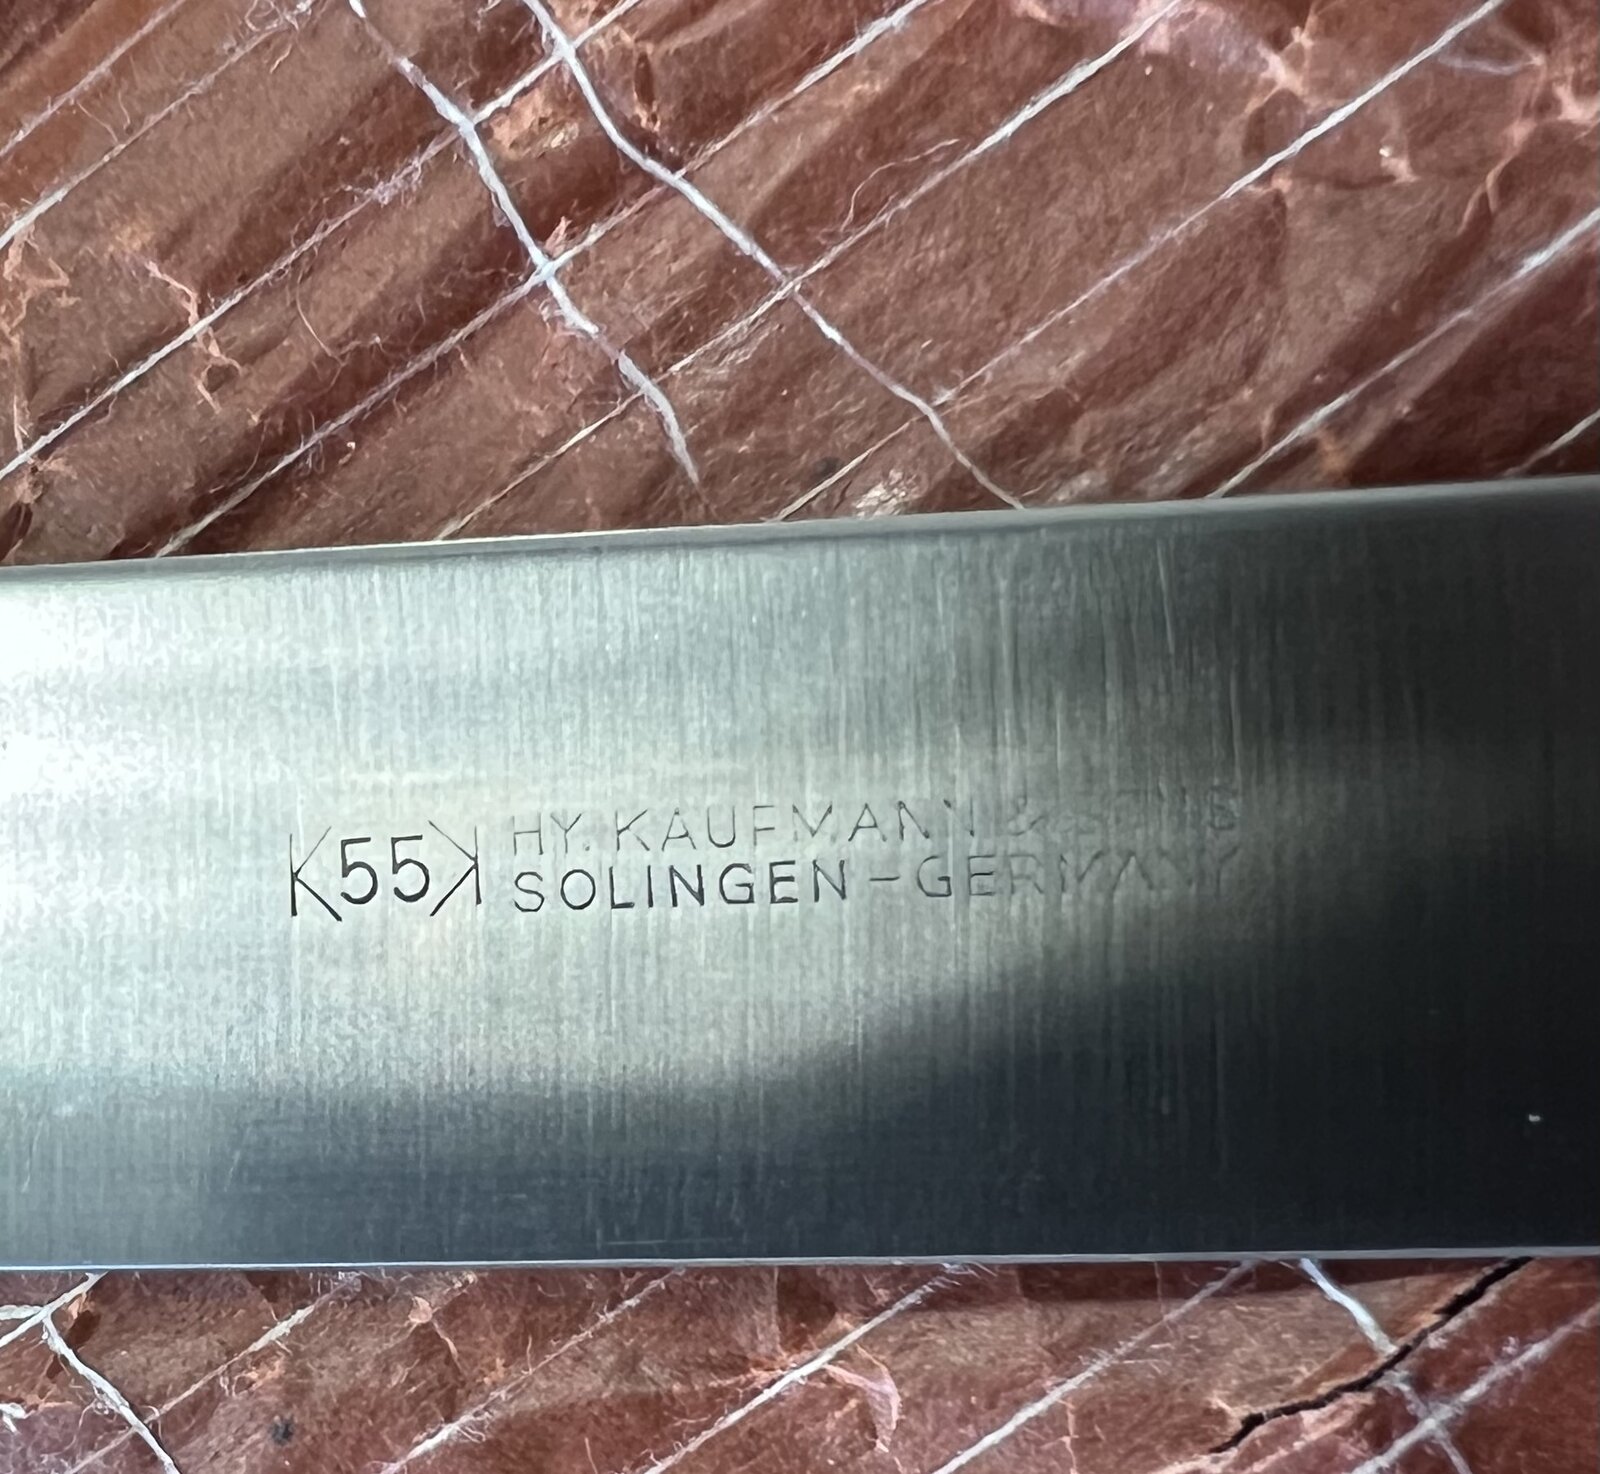 K55K HY. KAUFMANN & SONS
SOLINGEN-GERMANY